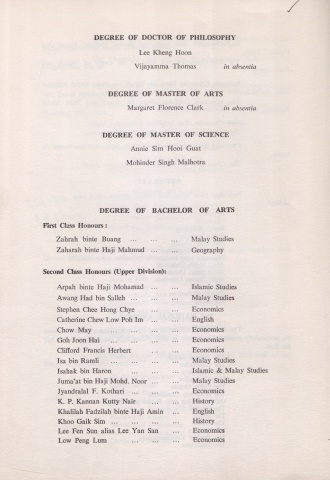 DEGREE OF DOCTOR OF PHILOSOPHY
Lee Kheng Hoon
Vijayamma Thomas in absentia
DEGREE OF MASTER OF ARTS
Margaret Florence Clark in absentia
DEGREE OF MASTER OF SCIENCE
Annie Sim Hooi Guat
Mohinder Singh Malhotra
DEGREE OF BACHELOR OF ARTS
First Class Honours :
Zahrah binte Buang ... ... ... Malay Studies
Zaharah binte Haji Mahmud ... ... Geography
Second Class Honours (Upper Division):
Arpah binte Haji Mohamad ... ... Islamic Studies
Awang Had bin Salleh ... ... ... Malay Studies
Stephen Chee Hong Chye ... Economics
Catherine Chew Low Poh Im ... English
Chow May ... ... ... Economics
Goh Joon Hai ... ... ... Economics
Clifford Francis Herbert ... ... Economics
Isa bin Ramli ... ... ... Malay Studies
Isahak bin Haron ... ... Islamic & Malay Studies
Juma'at bin Haji Mohd. Noor ... ... Malay Studies
Jyandralal F. Kothari ... ... ... Economics
K. P. Kannan Kutty Nair ... ... History
Khalilah Fadzilah binte Haji Amin ... English
Khoo Gaik Sim ... ... ... History
Lee Fen Sun alias Lee Yan San ... Economics
Low Peng Lum ... ... Economics